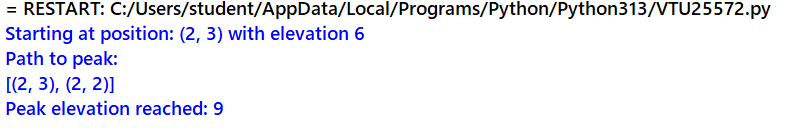 = RESTART: C:/Users/student/AppData/Local/Programs/Python/Python313/VTU25572.py
Starting at position: (2, 3) with elevation 6
Path to peak:
[(2, 3), (2, 2)]
Peak elevation reached: 9